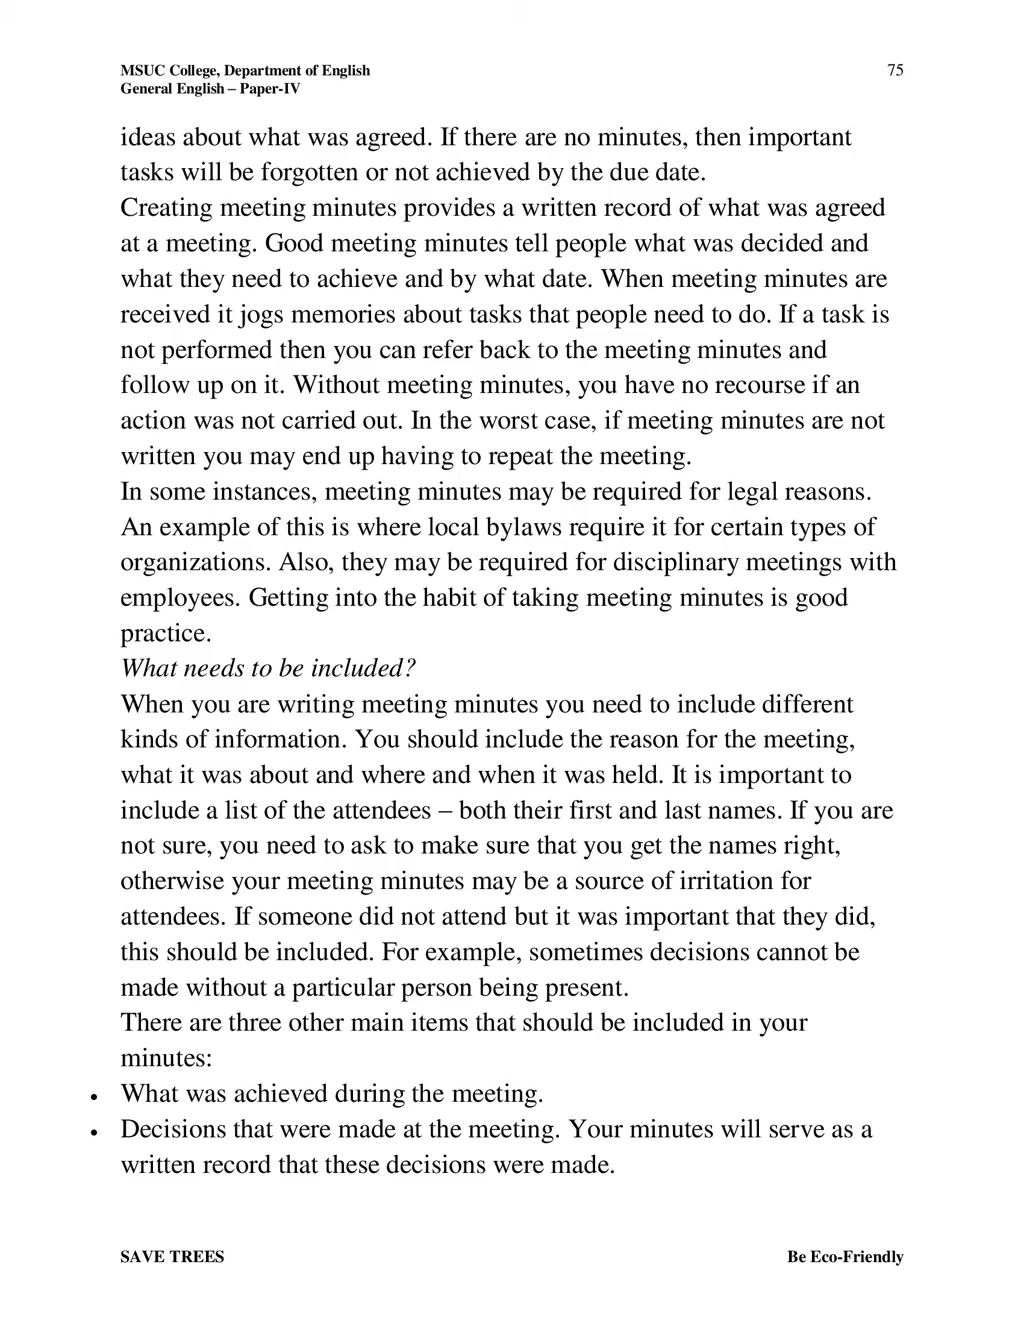 MSUC College, Department of English 75
General English – Paper-IV
ideas about what was agreed. If there are no minutes, then important
tasks will be forgotten or not achieved by the due date.
Creating meeting minutes provides a written record of what was agreed
at a meeting. Good meeting minutes tell people what was decided and
what they need to achieve and by what date. When meeting minutes are
received it jogs memories about tasks that people need to do. If a task is
not performed then you can refer back to the meeting minutes and
follow up on it. Without meeting minutes, you have no recourse if an
action was not carried out. In the worst case, if meeting minutes are not
written you may end up having to repeat the meeting.
In some instances, meeting minutes may be required for legal reasons.
An example of this is where local bylaws require it for certain types of
organizations. Also, they may be required for disciplinary meetings with
employees. Getting into the habit of taking meeting minutes is good
practice.
What needs to be included?
When you are writing meeting minutes you need to include different
kinds of information. You should include the reason for the meeting,
what it was about and where and when it was held. It is important to
include a list of the attendees – both their first and last names. If you are
not sure, you need to ask to make sure that you get the names right,
otherwise your meeting minutes may be a source of irritation for
attendees. If someone did not attend but it was important that they did,
this should be included. For example, sometimes decisions cannot be
made without a particular person being present.
There are three other main items that should be included in your
minutes:
• What was achieved during the meeting.
• Decisions that were made at the meeting. Your minutes will serve as a
written record that these decisions were made.
SAVE TREES Be Eco-Friendly